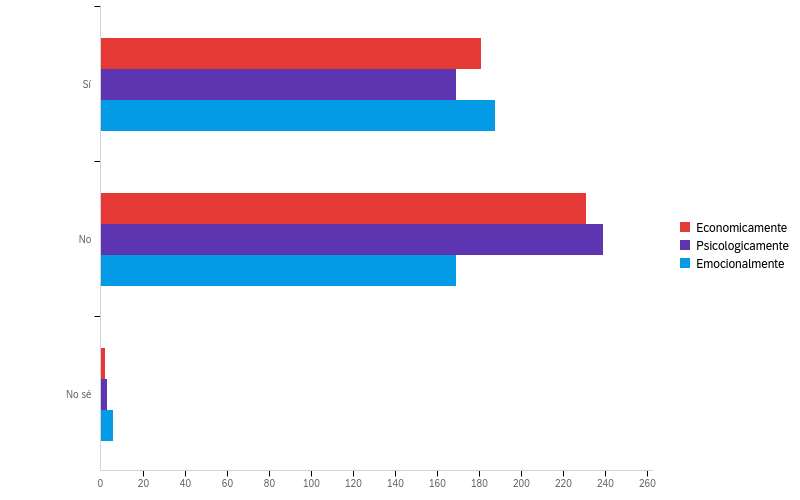 Sí
No
No sé
0 20 40 60 80 100 120 140 160 180 200 220 240 260
Economicamente
Psicologicamente
Emocionalmente